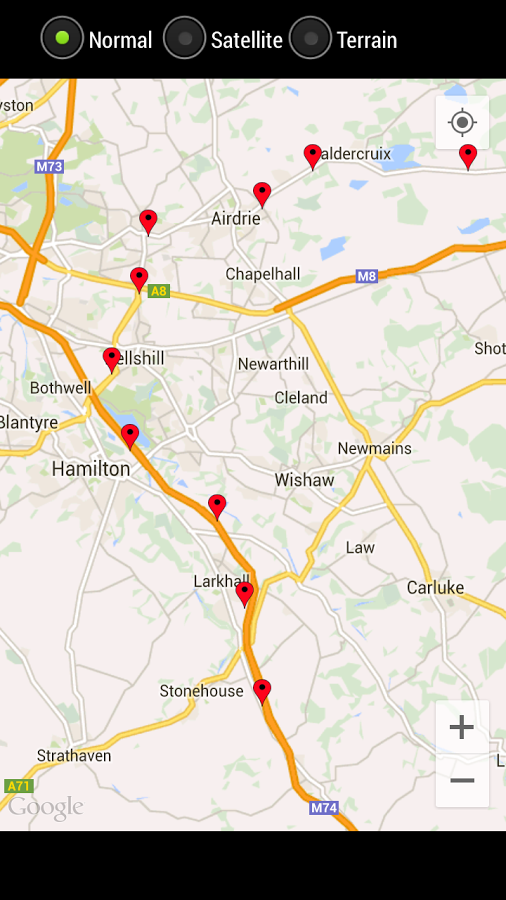 Normal Satellite Terrain
yston
aldercruix
M73
Airdrie
Chapelhall
M8
A8
Shot
ellshill
Newarthill
Bothwell
Cleland
Blantyre
Newmains
Hamilton
Wishaw
Law
Larkhall
Carluke
Stonehouse
Strathaven
L
A71
Google
M74